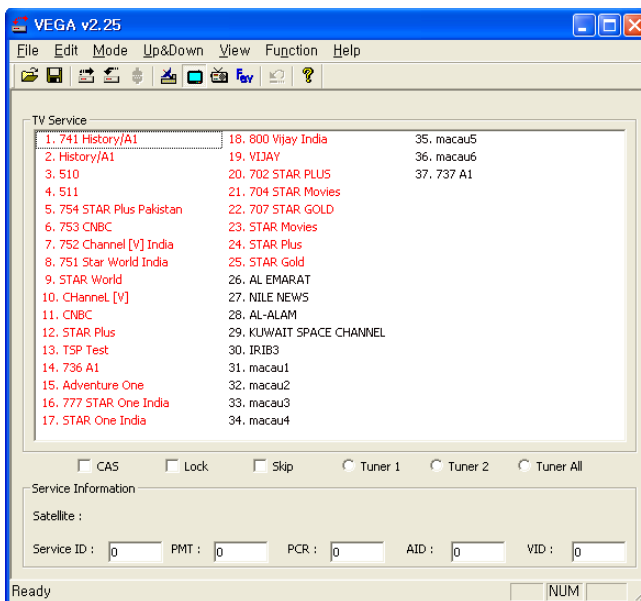 VEGA v2.25
File Edit Mode Up&Down View Function Help
Fav
TV Service
1. 741 History/A1
2. History/A1
3. 510
4. 511
5. 754 STAR Plus Pakistan
6. 753 CNBC
7. 752 Channel [V] India
8. 751 Star World India
9. STAR World
10. CHanneL [V]
11. CNBC
12. STAR Plus
13. TSP Test
14. 736 A1
15. Adventure One
16. 777 STAR One India
17. STAR One India
18. 800 Vijay India
19. VIJAY
20. 702 STAR PLUS
21. 704 STAR Movies
22. 707 STAR GOLD
23. STAR Movies
24. STAR Plus
25. STAR Gold
26. AL EMARAT
27. NILE NEWS
28. AL-ALAM
29. KUWAIT SPACE CHANNEL
30. IRIB3
31. macau1
32. macau2
33. macau3
34. macau4
35. macau5
36. macau6
37. 737 A1
CAS Lock Skip Tuner 1 Tuner 2 Tuner All
Service Information
Satellite :
Service ID : 0 PMT : 0 PCR : 0 AID : 0 VID : 0
Ready NUM